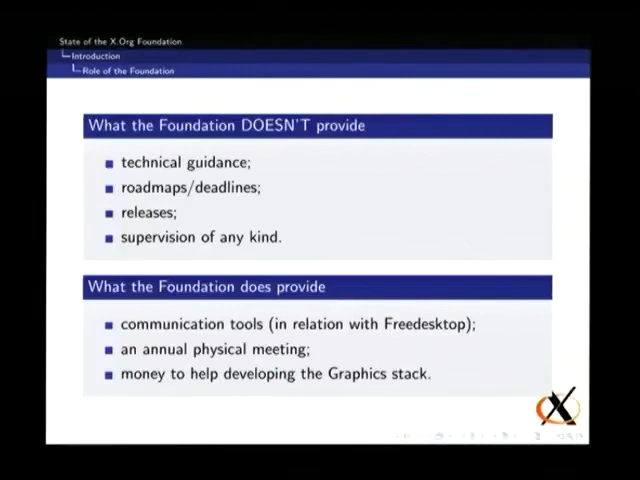 State of the X.Org Foundation
Introduction
Role of the Foundation
What the Foundation DOESN'T provide
technical guidance;
roadmaps/deadlines;
releases;
supervision of any kind.
What the Foundation does provide
communication tools (in relation with Freedesktop);
an annual physical meeting;
money to help developing the Graphics stack.
X